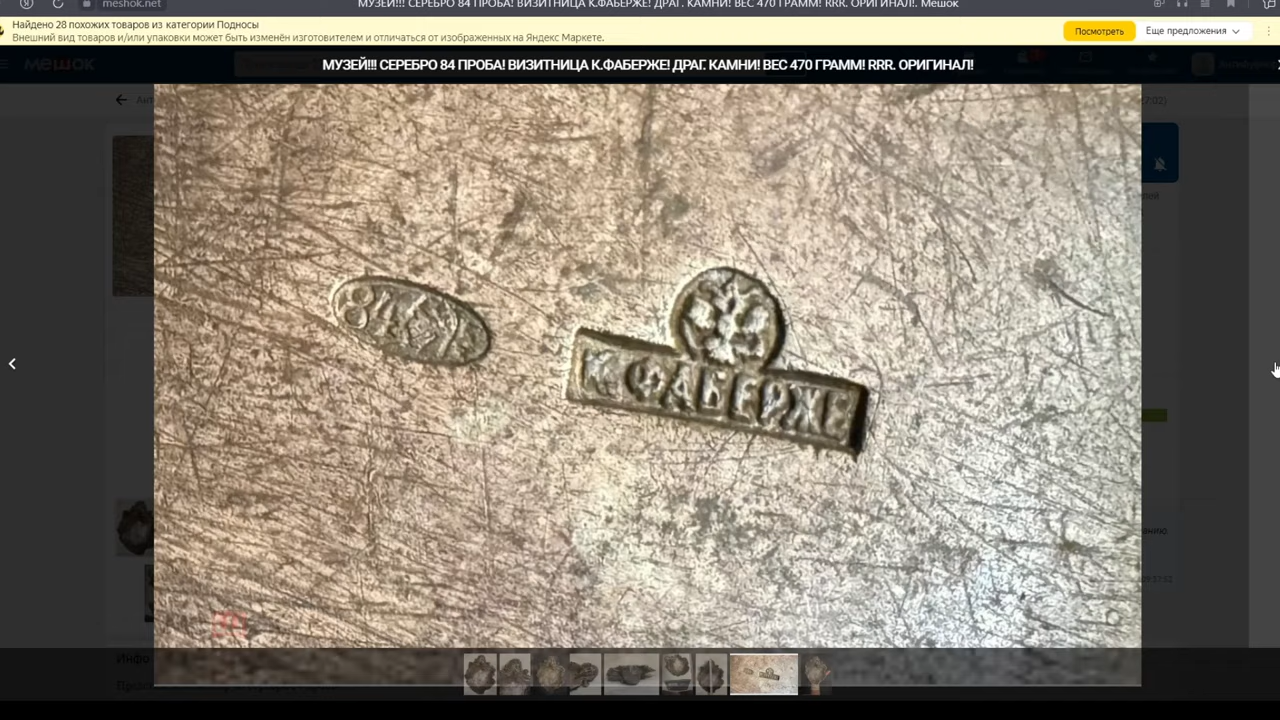 meshok.net
МУЗЕЙ!!! СЕРЕБРО 84 ПРОБА! ВИЗИТНИЦА К.ФАБЕРЖЕ! ДРАГ. КАМНИ! ВЕС 470 ГРАММ! RRR. ОРИГИНАЛ!. Мешок
Найдено 28 похожих товаров из категории Подносы
Внешний вид товаров и/или упаковки может быть изменён изготовителем и отличаться от изображенных на Яндекс Маркете.
Посмотреть
Еще предложения
мешок
МУЗЕЙ!!! СЕРЕБРО 84 ПРОБА! ВИЗИТНИЦА К.ФАБЕРЖЕ! ДРАГ. КАМНИ! ВЕС 470 ГРАММ! RRR. ОРИГИНАЛ!
84
К ФАБЕРЖЕ